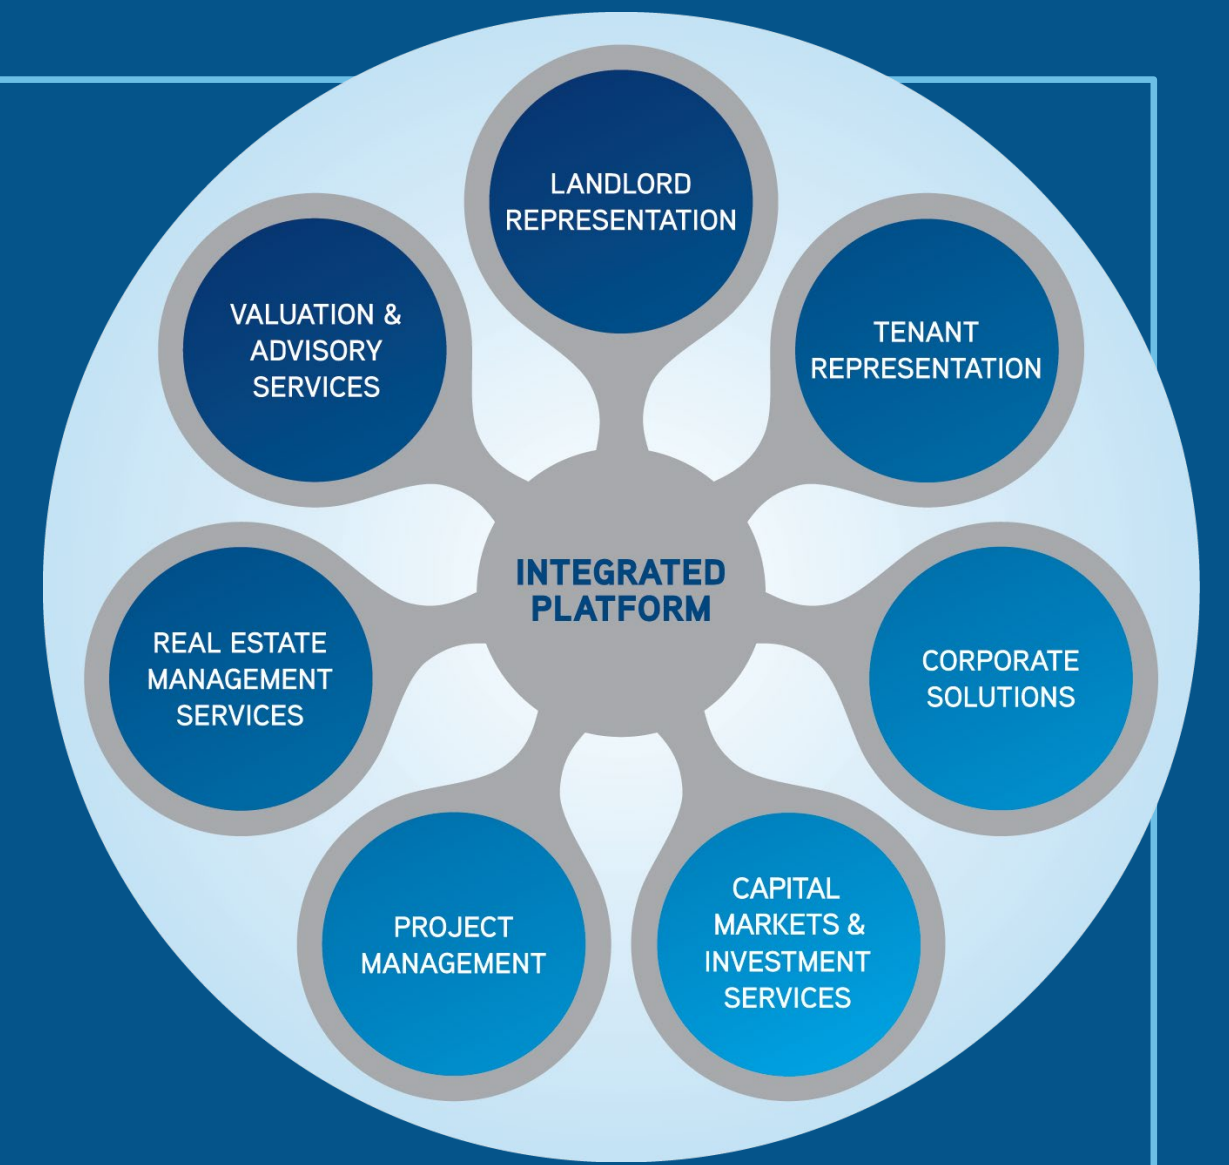 LANDLORD
REPRESENTATION
TENANT
REPRESENTATION
CORPORATE
SOLUTIONS
CAPITAL
MARKETS &
INVESTMENT
SERVICES
PROJECT
MANAGEMENT
REAL ESTATE
MANAGEMENT
SERVICES
VALUATION &
ADVISORY
SERVICES
INTEGRATED
PLATFORM